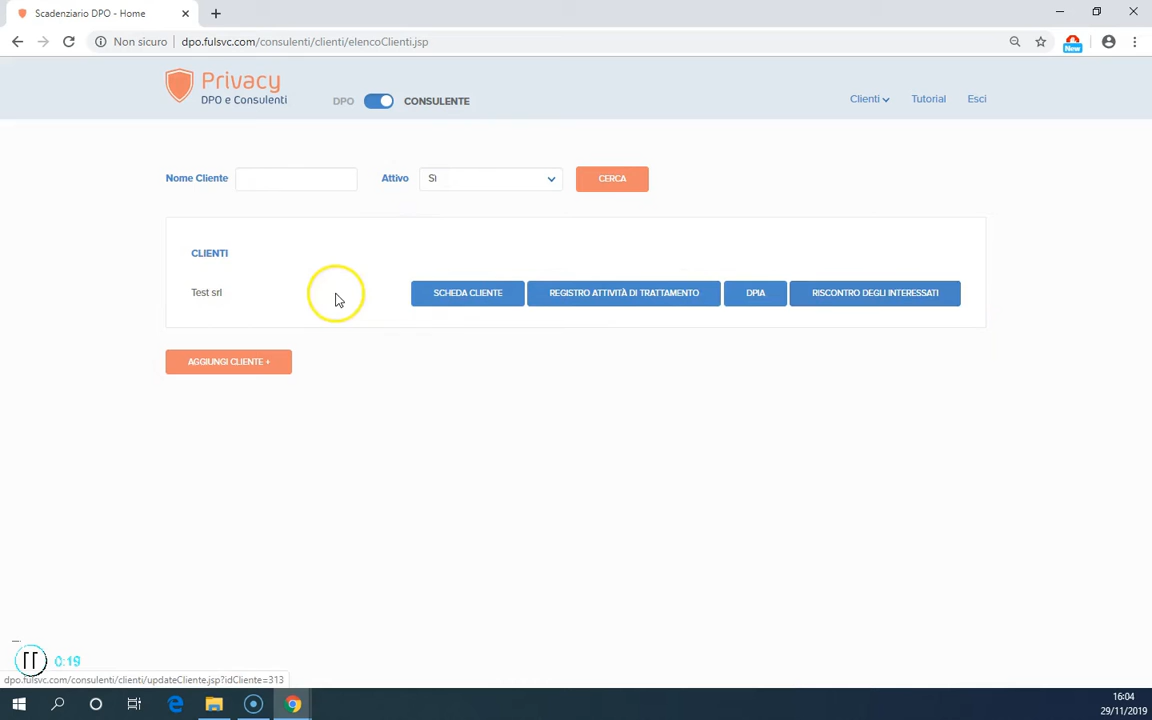 Scadenziario DPO - Home
Non sicuro
dpo.fulsvc.com/consulenti/clienti/elencoClienti.jsp
New
Privacy
DPO e Consulenti
DPO
CONSULENTE
Clienti
Tutorial
Esci
Nome Cliente
Attivo
Sì
CERCA
CLIENTI
Test srl
SCHEDA CLIENTE
REGISTRO ATTIVITÀ DI TRATTAMENTO
DPIA
RISCONTRO DEGLI INTERESSATI
AGGIUNGI CLIENTE +
0:19
dpo.fulsvc.com/consulenti/clienti/updateCliente.jsp?idCliente=313
16:04
29/11/2019